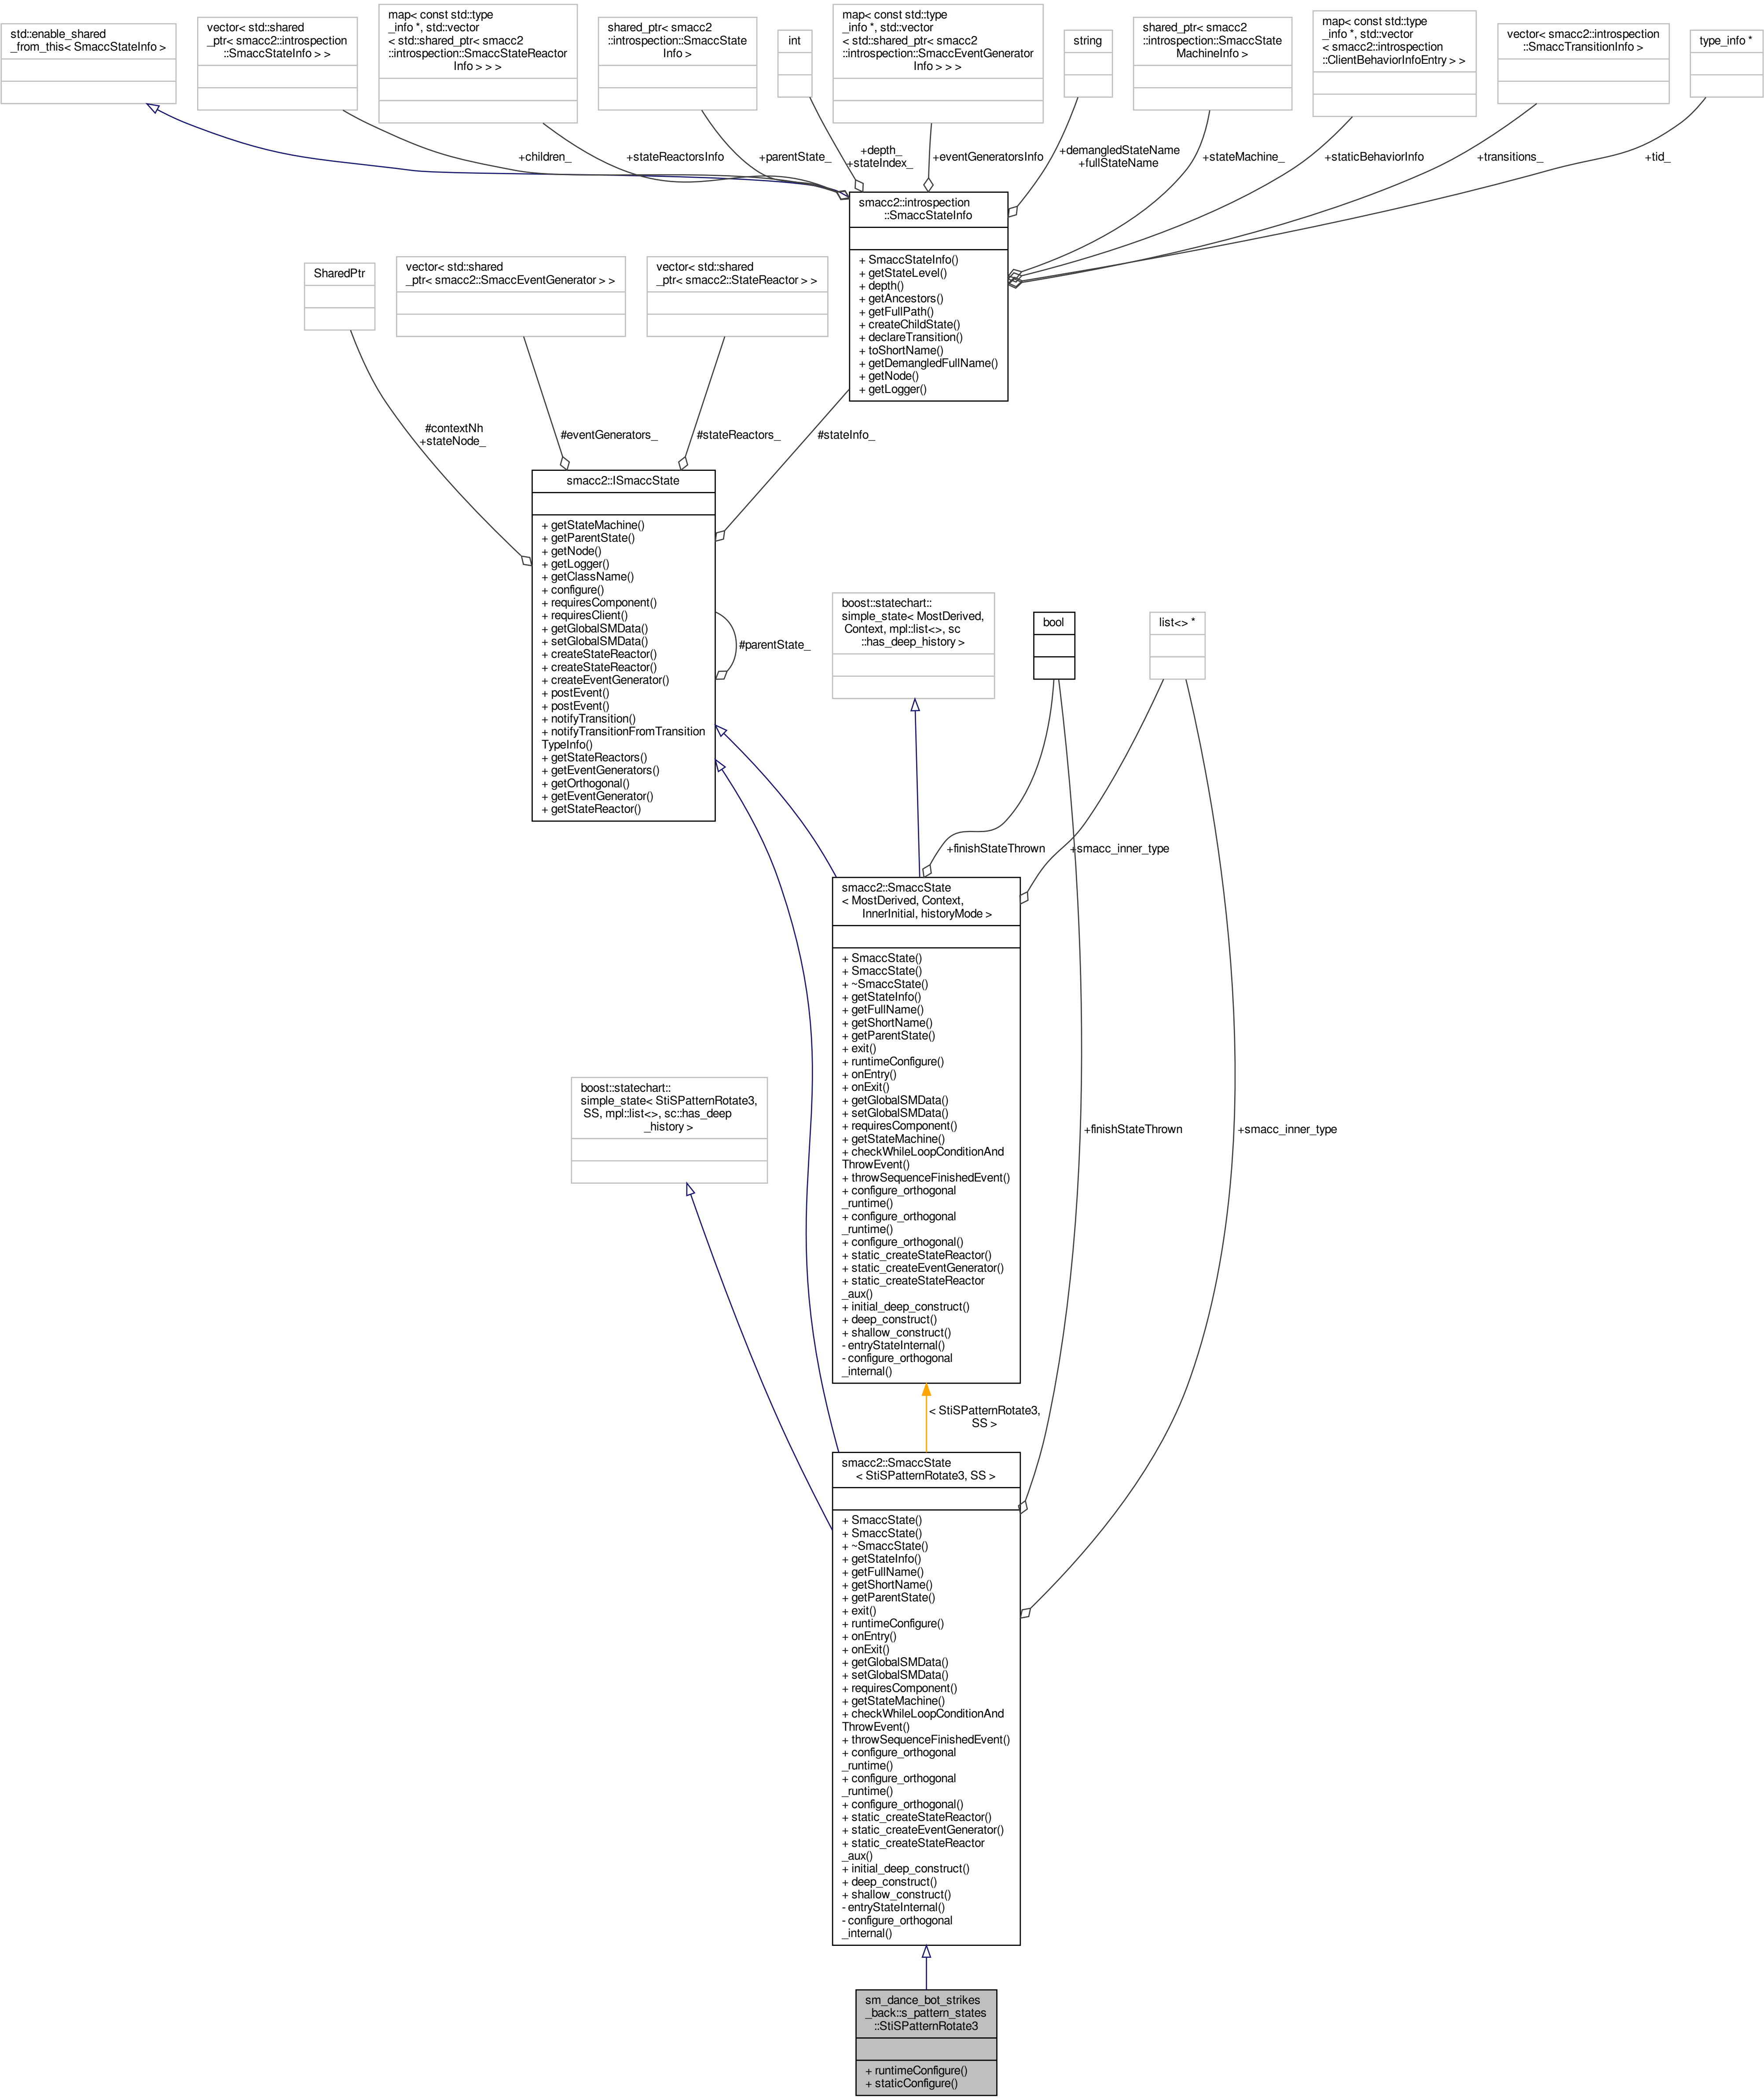 std::enable_shared
_from_this< SmaccStateInfo >
vector< std::shared
_ptr< smacc2::introspection
::SmaccStateInfo > >
map< const std::type
_info *, std::vector
< std::shared_ptr< smacc2
::introspection::SmaccStateReactor
Info > > >
shared_ptr< smacc2
::introspection::SmaccState
Info >
int
map< const std::type
_info *, std::vector
< std::shared_ptr< smacc2
::introspection::SmaccEventGenerator
Info > > >
string
shared_ptr< smacc2
::introspection::SmaccState
MachineInfo >
map< const std::type
_info *, std::vector
< smacc2::introspection
::ClientBehaviorInfoEntry > >
vector< smacc2::introspection
::SmaccTransitionInfo >
type_info *
+children_
+stateReactorsInfo
+parentState_
+depth_
+stateIndex_
+eventGeneratorsInfo
+demangledStateName
+fullStateName
+stateMachine_
+staticBehaviorInfo
+transitions_
+tid_
smacc2::introspection
::SmaccStateInfo
+ SmaccStateInfo()
+ getStateLevel()
+ depth()
+ getAncestors()
+ getFullPath()
+ createChildState()
+ declareTransition()
+ toShortName()
+ getDemangledFullName()
+ getNode()
+ getLogger()
SharedPtr
vector< std::shared
_ptr< smacc2::SmaccEventGenerator > >
vector< std::shared
_ptr< smacc2::StateReactor > >
#contextNh
+stateNode_
#eventGenerators_
#stateReactors_
#stateInfo_
smacc2::ISmaccState
+ getStateMachine()
+ getParentState()
+ getNode()
+ getLogger()
+ getClassName()
+ configure()
+ requiresComponent()
+ requiresClient()
+ getGlobalSMData()
+ setGlobalSMData()
+ createStateReactor()
+ createStateReactor()
+ createEventGenerator()
+ postEvent()
+ postEvent()
+ notifyTransition()
+ notifyTransitionFromTransition
TypeInfo()
+ getStateReactors()
+ getEventGenerators()
+ getOrthogonal()
+ getEventGenerator()
+ getStateReactor()
#parentState_
boost::statechart::
simple_state< MostDerived,
Context, mpl::list<>, sc
::has_deep_history >
bool
list<> *
+finishStateThrown
+smacc_inner_type
smacc2::SmaccState
< MostDerived, Context,
InnerInitial, historyMode >
+ SmaccState()
+ SmaccState()
+ ~SmaccState()
+ getStateInfo()
+ getFullName()
+ getShortName()
+ getParentState()
+ exit()
+ runtimeConfigure()
+ onEntry()
+ onExit()
+ getGlobalSMData()
+ setGlobalSMData()
+ requiresComponent()
+ getStateMachine()
+ checkWhileLoopConditionAnd
ThrowEvent()
+ throwSequenceFinishedEvent()
+ configure_orthogonal
_runtime()
+ configure_orthogonal
_runtime()
+ configure_orthogonal()
+ static_createStateReactor()
+ static_createEventGenerator()
+ static_createStateReactor
_aux()
+ initial_deep_construct()
+ deep_construct()
+ shallow_construct()
- entryStateInternal()
- configure_orthogonal
_internal()
boost::statechart::
simple_state< StiSPatternRotate3,
SS, mpl::list<>, sc::has_deep
_history >
+finishStateThrown
+smacc_inner_type
< StiSPatternRotate3,
SS >
smacc2::SmaccState
< StiSPatternRotate3, SS >
+ SmaccState()
+ SmaccState()
+ ~SmaccState()
+ getStateInfo()
+ getFullName()
+ getShortName()
+ getParentState()
+ exit()
+ runtimeConfigure()
+ onEntry()
+ onExit()
+ getGlobalSMData()
+ setGlobalSMData()
+ requiresComponent()
+ getStateMachine()
+ checkWhileLoopConditionAnd
ThrowEvent()
+ throwSequenceFinishedEvent()
+ configure_orthogonal
_runtime()
+ configure_orthogonal
_runtime()
+ configure_orthogonal()
+ static_createStateReactor()
+ static_createEventGenerator()
+ static_createStateReactor
_aux()
+ initial_deep_construct()
+ deep_construct()
+ shallow_construct()
- entryStateInternal()
- configure_orthogonal
_internal()
sm_dance_bot_strikes
_back::s_pattern_states
::StiSPatternRotate3
+ runtimeConfigure()
+ staticConfigure()